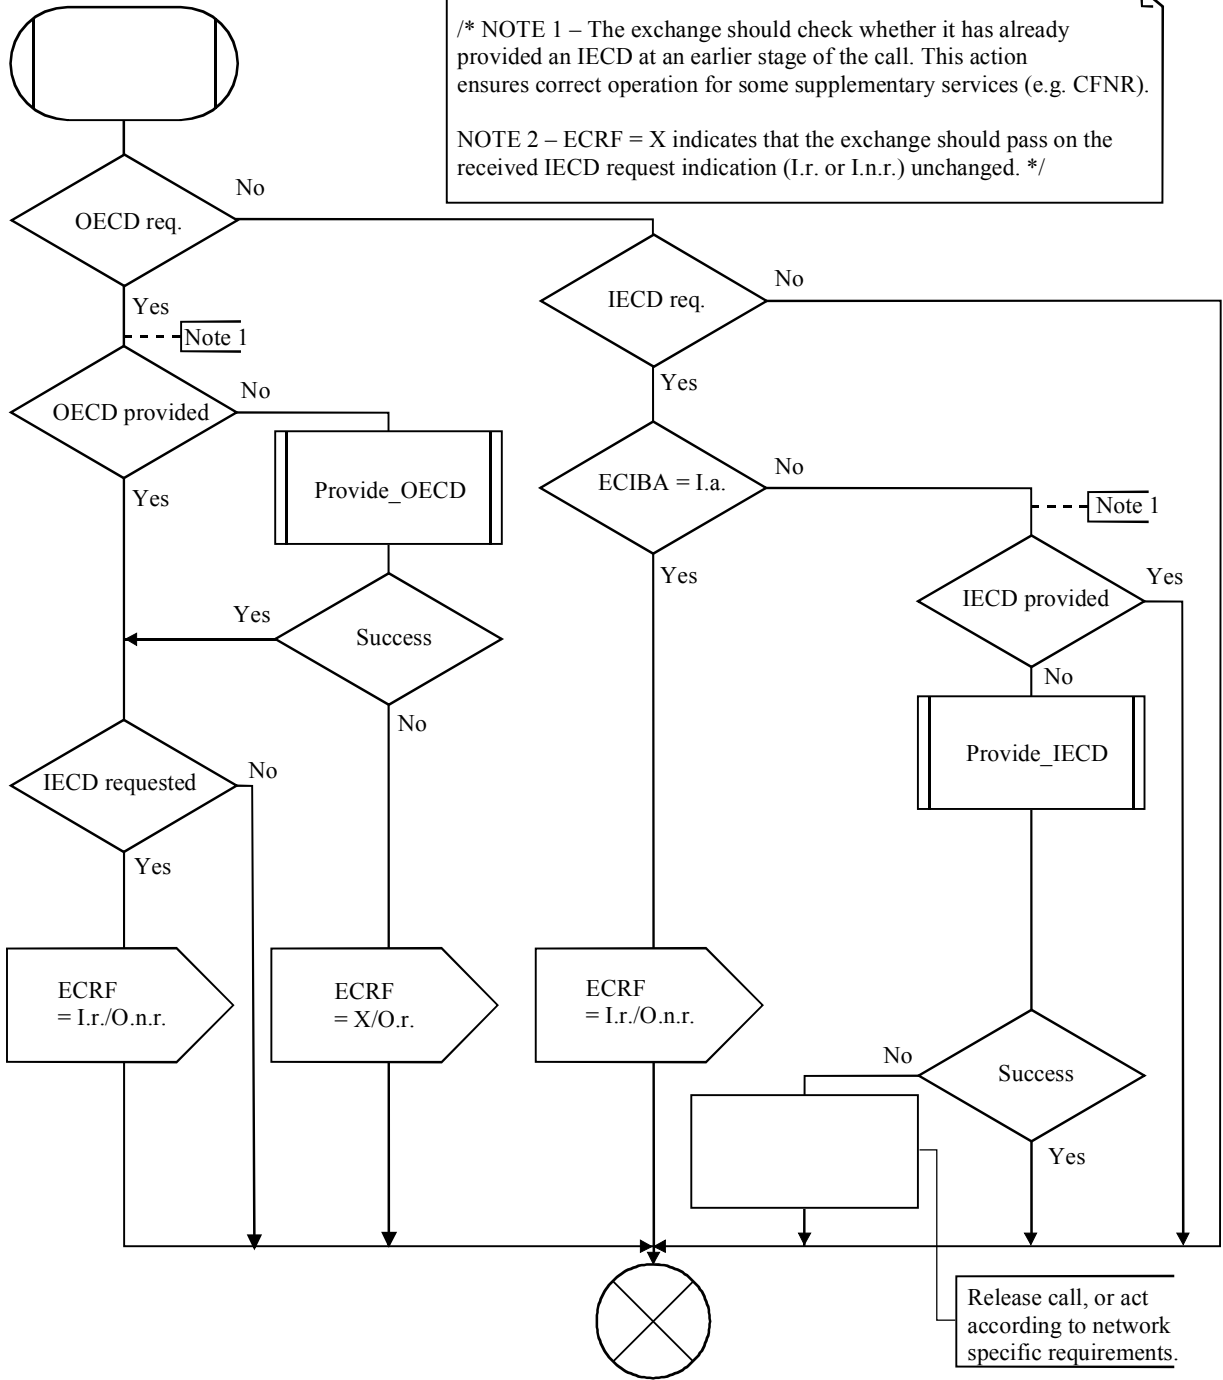 /* NOTE 1 – The exchange should check whether it has already
provided an IECD at an earlier stage of the call. This action
ensures correct operation for some supplementary services (e.g. CFNR).
NOTE 2 – ECRF = X indicates that the exchange should pass on the
received IECD request indication (I.r. or I.n.r.) unchanged. */
OECD req.
No
Yes
Note 1
OECD provided
No
Yes
Provide_OECD
Success
Yes
No
IECD requested
No
Yes
ECRF
= I.r./O.n.r.
ECRF
= X/O.r.
IECD req.
No
Yes
ECIBA = I.a.
No
Yes
ECRF
= I.r./O.n.r.
Note 1
IECD provided
Yes
No
Provide_IECD
Success
No
Yes
Release call, or act
according to network
specific requirements.